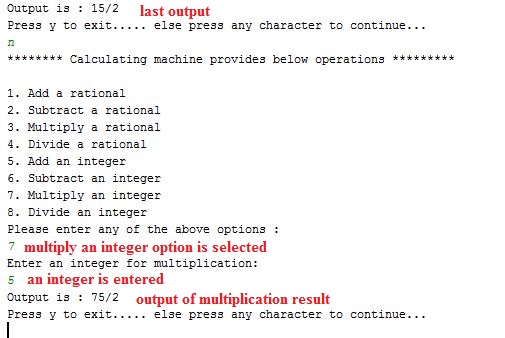 Output is : 15/2 last output
Press y to exit..... else press any character to continue...
n
******** Calculating machine provides below operations *********
1. Add a rational
2. Subtract a rational
3. Multiply a rational
4. Divide a rational
5. Add an integer
6. Subtract an integer
7. Multiply an integer
8. Divide an integer
Please enter any of the above options :
7 multiply an integer option is selected
Enter an integer for multiplication:
5 an integer is entered
Output is : 75/2 output of multiplication result
Press y to exit..... else press any character to continue...